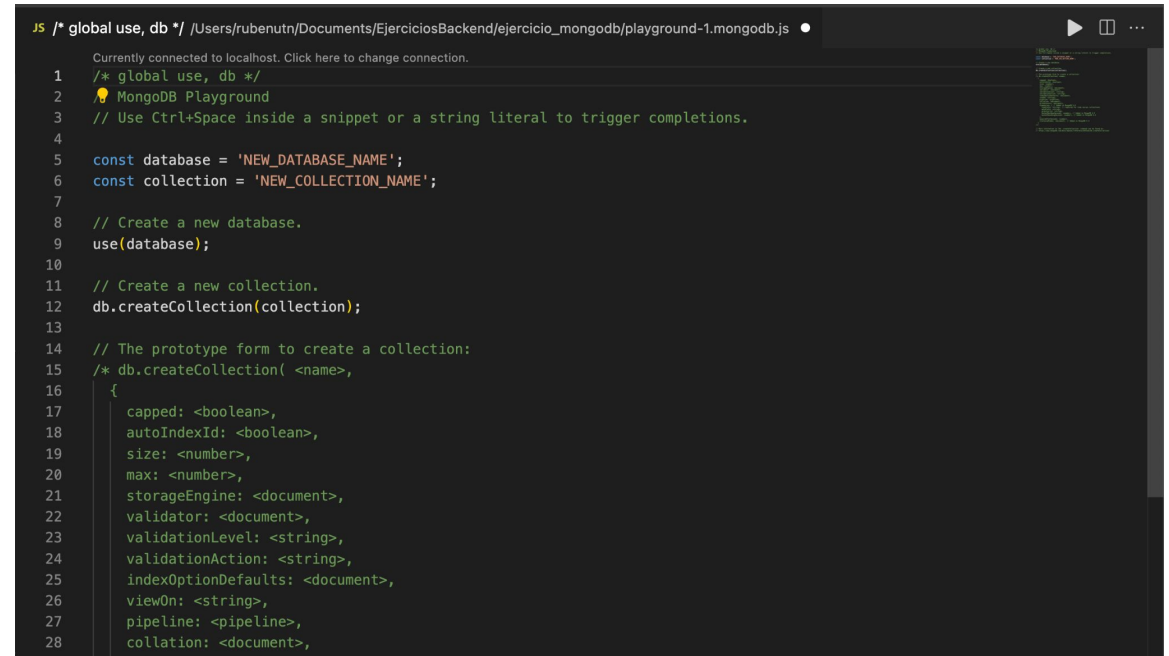 JS /* global use, db */ /Users/rubenutn/Documents/EjerciciosBackend/ejercicio_mongodb/playground-1.mongodb.js
Currently connected to localhost. Click here to change connection.
1 /* global use, db */
2 // MongoDB Playground
3 // Use Ctrl+Space inside a snippet or a string literal to trigger completions.
4
5 const database = 'NEW_DATABASE_NAME';
6 const collection = 'NEW_COLLECTION_NAME';
7
8 // Create a new database.
9 use(database);
10
11 // Create a new collection.
12 db.createCollection(collection);
13
14 // The prototype form to create a collection:
15 /* db.createCollection( <name>,
16 {
17 capped: <boolean>,
18 autoIndexId: <boolean>,
19 size: <number>,
20 max: <number>,
21 storageEngine: <document>,
22 validator: <document>,
23 validationLevel: <string>,
24 validationAction: <string>,
25 indexOptionDefaults: <document>,
26 viewOn: <string>,
27 pipeline: <pipeline>,
28 collation: <document>,